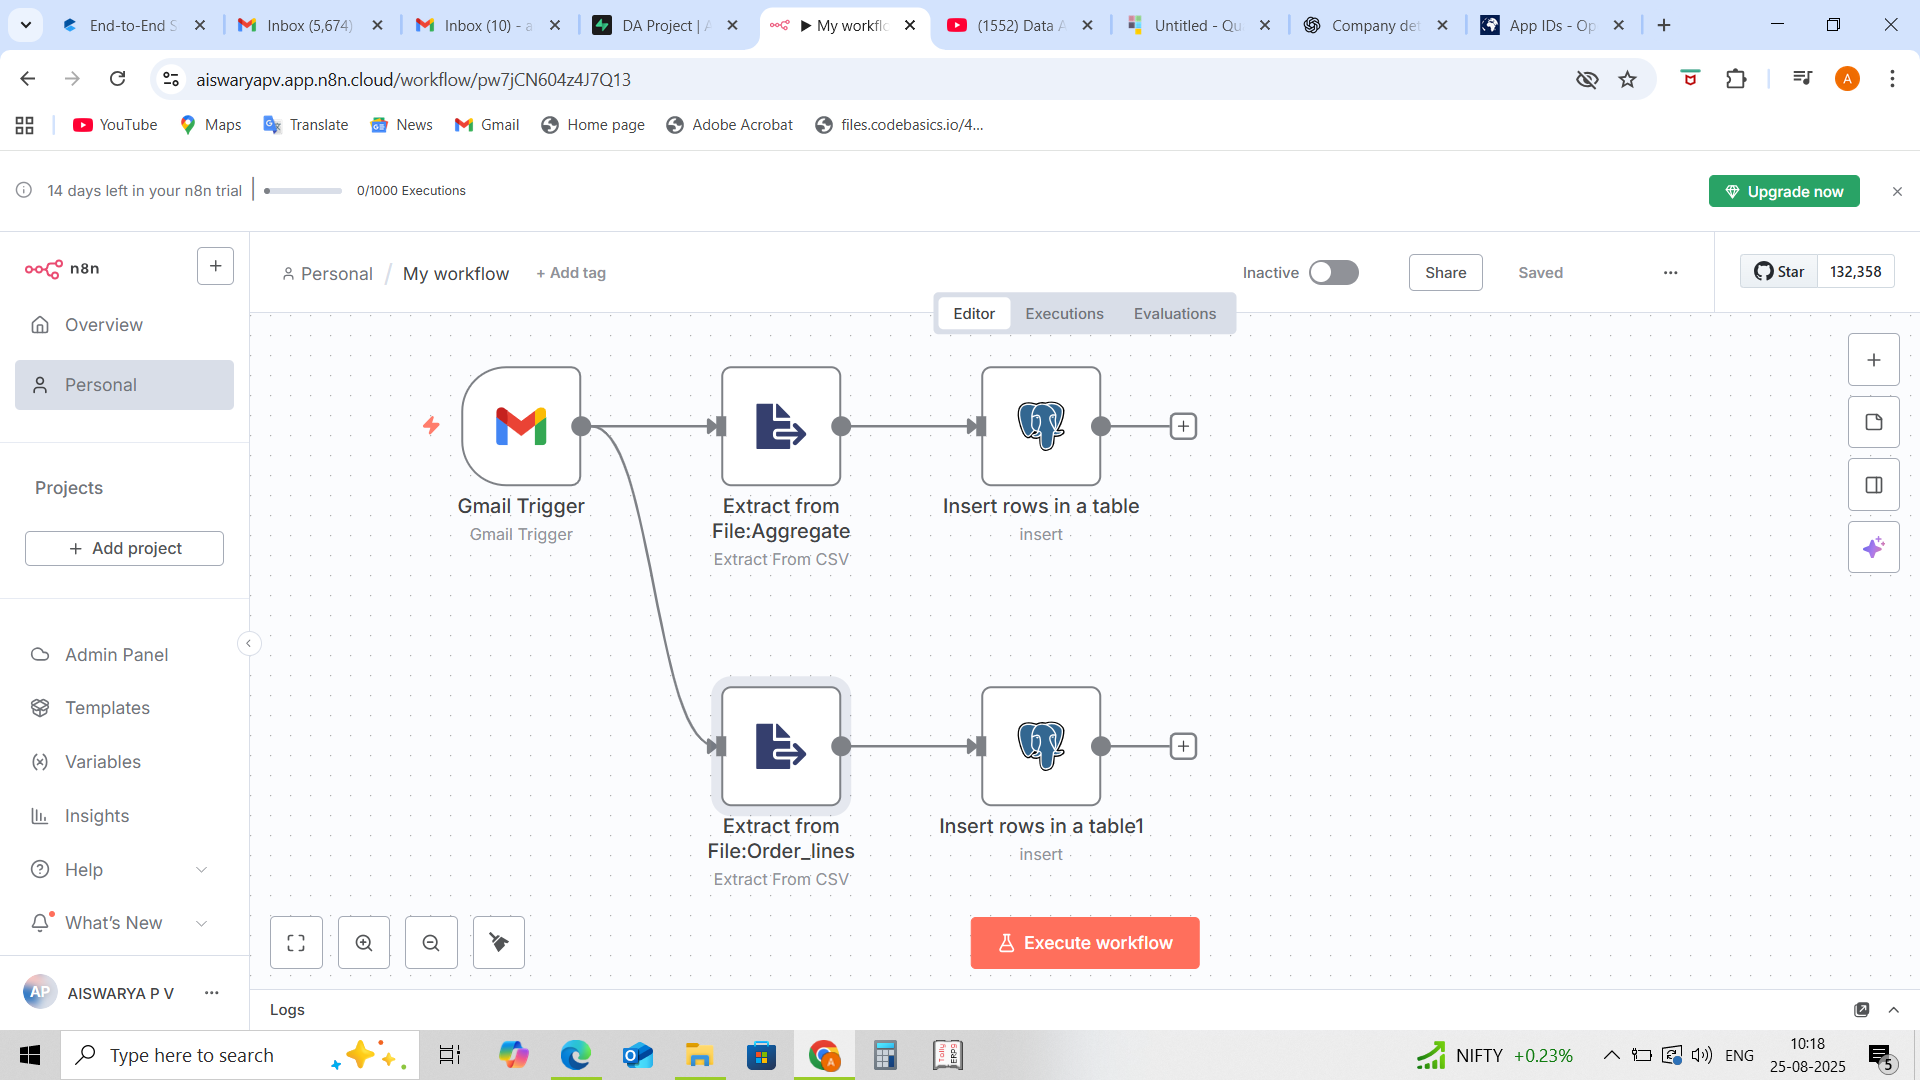 End-to-End S
Inbox (5,674)
Inbox (10) - a
DA Project | A
▶ My workflo
(1552) Data A
Untitled - Qu
Company det
App IDs - Op
aiswaryapv.app.n8n.cloud/workflow/pw7jCN604z4J7Q13
A
YouTube
Maps
Translate
News
Gmail
Home page
Adobe Acrobat
files.codebasics.io/4...
14 days left in your n8n trial
0/1000 Executions
Upgrade now
n8n
Personal / My workflow
+ Add tag
Inactive
Share
Saved
Star
132,358
Editor
Executions
Evaluations
Overview
Personal
Projects
+ Add project
Admin Panel
Templates
Variables
Insights
Help
What's New
AP
AISWARYA P V
Gmail Trigger
Gmail Trigger
Extract from
File:Aggregate
Extract From CSV
Insert rows in a table
insert
Extract from
File:Order_lines
Extract From CSV
Insert rows in a table1
insert
Execute workflow
Logs
Type here to search
A
Tally
ERP9
NIFTY +0.23%
ENG
10:18
25-08-2025
5